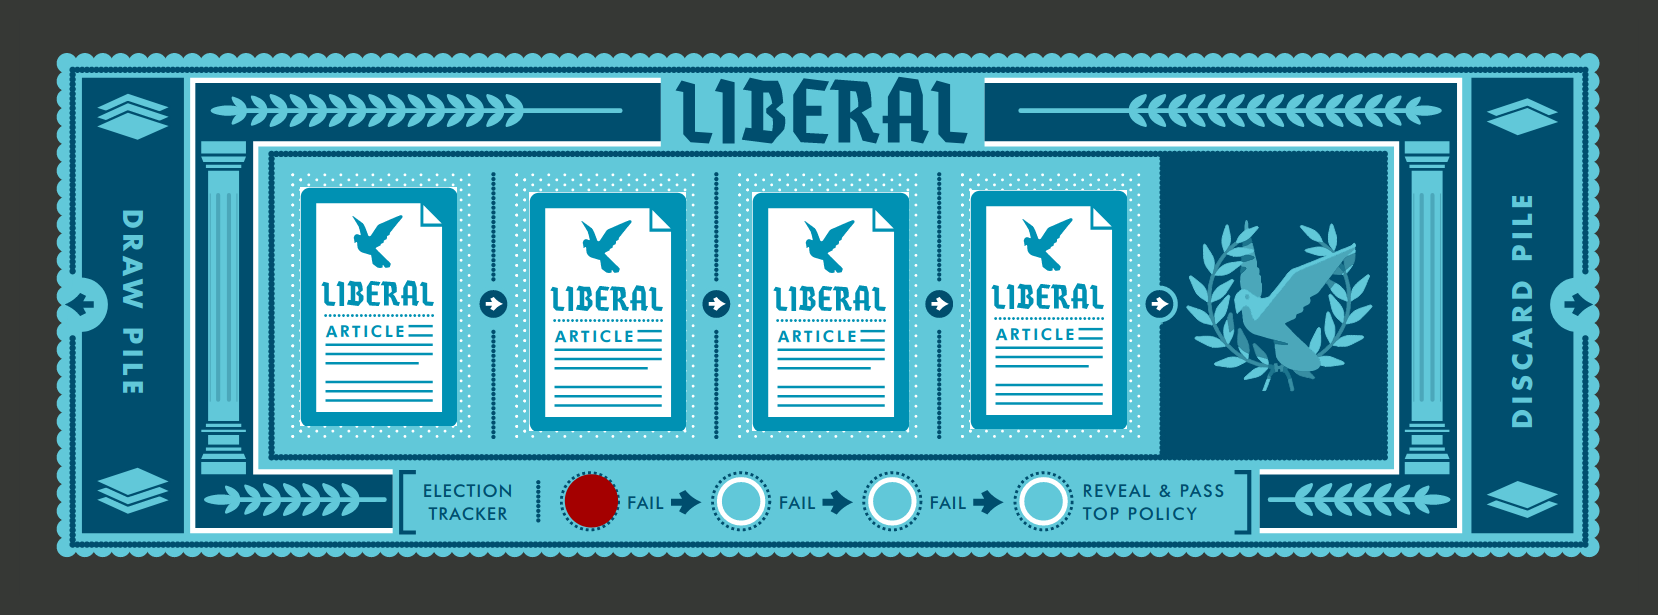 LIBERAL
DRAW PILE
LIBERAL
ARTICLE
LIBERAL
ARTICLE
LIBERAL
ARTICLE
LIBERAL
ARTICLE
DISCARD PILE
ELECTION
TRACKER
FAIL
FAIL
FAIL
REVEAL & PASS
TOP POLICY